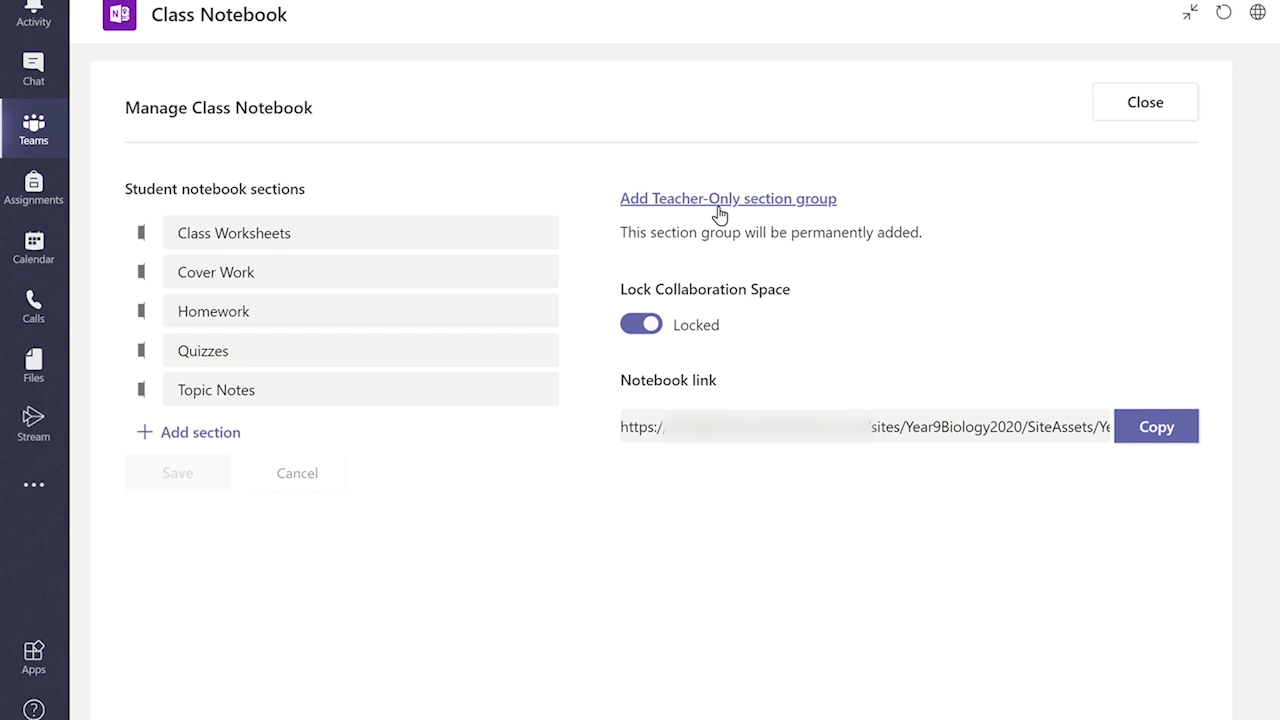 Activity
Chat
Teams
Assignments
Calendar
Calls
Files
Stream
Apps
Class Notebook
Manage Class Notebook
Close
Student notebook sections
Class Worksheets
Cover Work
Homework
Quizzes
Topic Notes
Add section
Save
Cancel
Add Teacher-Only section group
This section group will be permanently added.
Lock Collaboration Space
Locked
Notebook link
https:/ sites/Year9Biology2020/SiteAssets/Ye
Copy